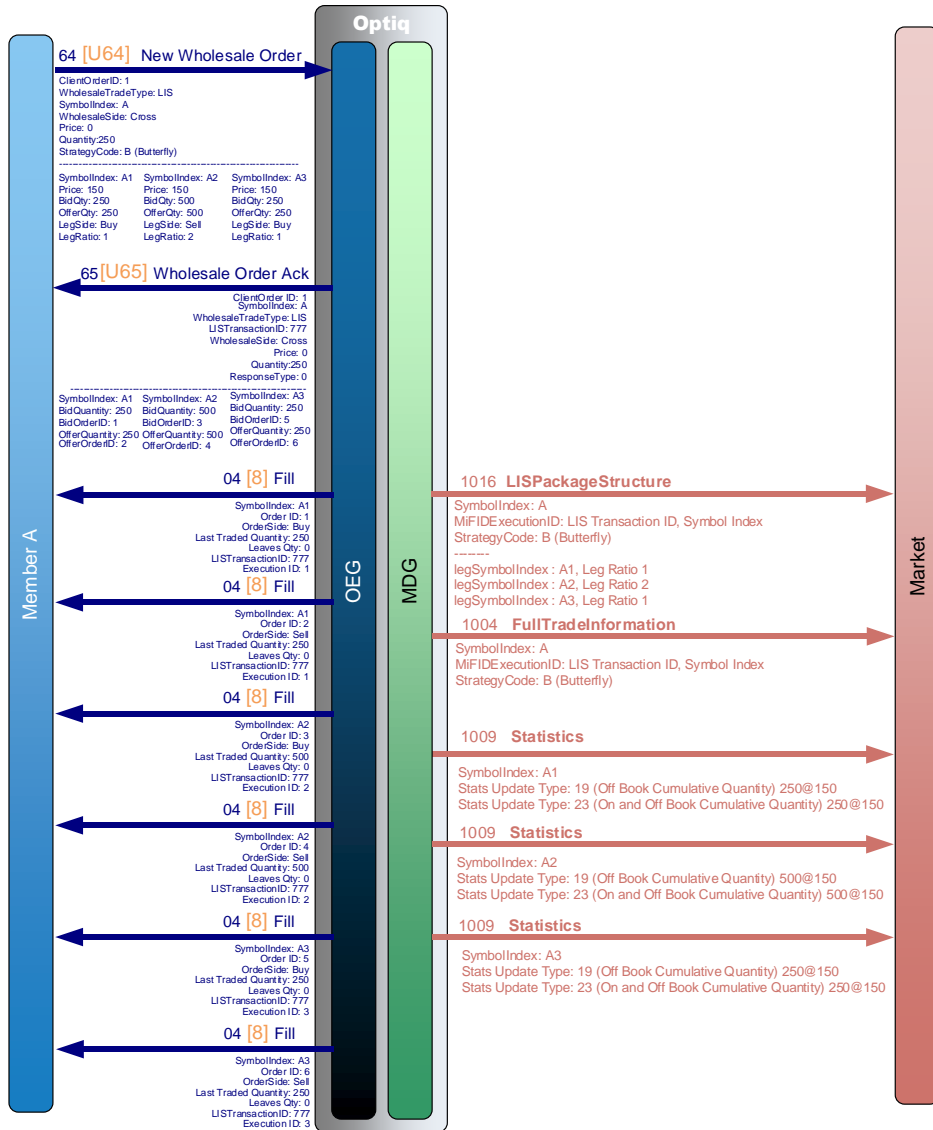 Optiq
Member A
OEG
MDG
Market
64 [U64] New Wholesale Order
ClientOrderID: 1
WholesaleTradeType: LIS
SymbolIndex: A
WholesaleSide: Cross
Price: 0
Quantity:250
StrategyCode: B (Butterfly)
------------------------------------------------------------------------
SymbolIndex: A1 SymbolIndex: A2 SymbolIndex: A3
Price: 150 Price: 150 Price: 150
BidQty: 250 BidQty: 500 BidQty: 250
OfferQty: 250 OfferQty: 500 OfferQty: 250
LegSide: Buy LegSide: Sell LegSide: Buy
LegRatio: 1 LegRatio: 2 LegRatio: 1
65 [U65] Wholesale Order Ack
ClientOrder ID: 1
SymbolIndex: A
WholesaleTradeType: LIS
LISTransactionID: 777
WholesaleSide: Cross
Price: 0
Quantity:250
ResponseType: 0
------------------------------------------------------------------------
SymbolIndex: A1 SymbolIndex: A2 SymbolIndex: A3
BidQuantity: 250 BidQuantity: 500 BidQuantity: 250
BidOrderID: 1 BidOrderID: 3 BidOrderID: 5
OfferQuantity: 250 OfferQuantity: 500 OfferQuantity: 250
OfferOrderID: 2 OfferOrderID: 4 OfferOrderID: 6
04 [8] Fill
SymbolIndex: A1
Order ID: 1
OrderSide: Buy
Last Traded Quantity: 250
Leaves Qty: 0
LISTransactionID: 777
Execution ID: 1
04 [8] Fill
SymbolIndex: A1
Order ID: 2
OrderSide: Sell
Last Traded Quantity: 250
Leaves Qty: 0
LISTransactionID: 777
Execution ID: 1
04 [8] Fill
SymbolIndex: A2
Order ID: 3
OrderSide: Buy
Last Traded Quantity: 500
Leaves Qty: 0
LISTransactionID: 777
Execution ID: 2
04 [8] Fill
SymbolIndex: A2
Order ID: 4
OrderSide: Sell
Last Traded Quantity: 500
Leaves Qty: 0
LISTransactionID: 777
Execution ID: 2
04 [8] Fill
SymbolIndex: A3
Order ID: 5
OrderSide: Buy
Last Traded Quantity: 250
Leaves Qty: 0
LISTransactionID: 777
Execution ID: 3
04 [8] Fill
SymbolIndex: A3
Order ID: 6
OrderSide: Sell
Last Traded Quantity: 250
Leaves Qty: 0
LISTransactionID: 777
Execution ID: 3
1016 LISPackageStructure
SymbolIndex: A
MiFIDExecutionID: LIS Transaction ID, Symbol Index
StrategyCode: B (Butterfly)
--------
legSymbolIndex : A1, Leg Ratio 1
legSymbolIndex : A2, Leg Ratio 2
legSymbolIndex : A3, Leg Ratio 1
1004 FullTradeInformation
SymbolIndex: A
MiFIDExecutionID: LIS Transaction ID, Symbol Index
StrategyCode: B (Butterfly)
1009 Statistics
SymbolIndex: A1
Stats Update Type: 19 (Off Book Cumulative Quantity) 250@150
Stats Update Type: 23 (On and Off Book Cumulative Quantity) 250@150
1009 Statistics
SymbolIndex: A2
Stats Update Type: 19 (Off Book Cumulative Quantity) 500@150
Stats Update Type: 23 (On and Off Book Cumulative Quantity) 500@150
1009 Statistics
SymbolIndex: A3
Stats Update Type: 19 (Off Book Cumulative Quantity) 250@150
Stats Update Type: 23 (On and Off Book Cumulative Quantity) 250@150